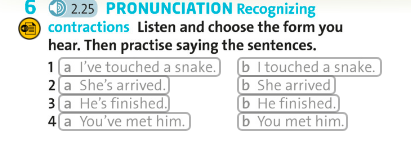 6 2.25 PRONUNCIATION Recognizing
contractions Listen and choose the form you
hear. Then practise saying the sentences.
1 a I've touched a snake. b I touched a snake.
2 a She's arrived. b She arrived
3 a He's finished. b He finished.
4 a You've met him. b You met him.